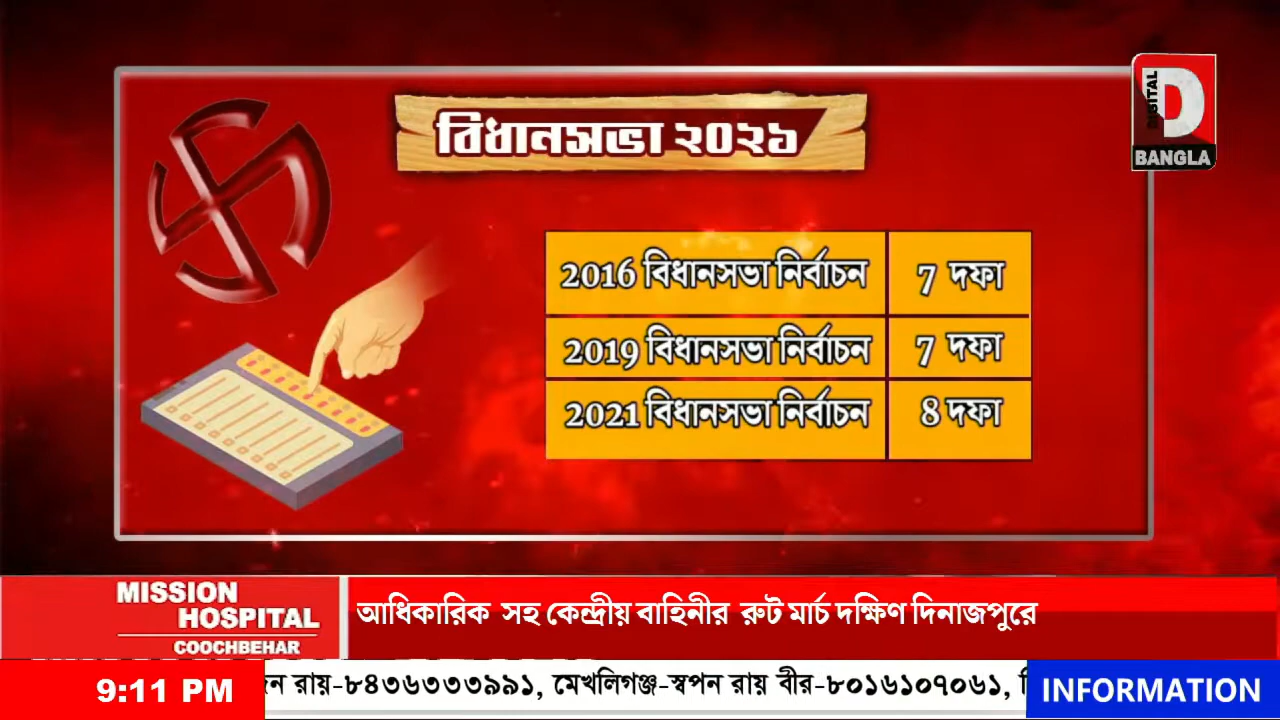 বিধানসভা ২০২১
DIGITAL
D
BANGLA
2016 বিধানসভা নির্বাচন 7 দফা
2019 বিধানসভা নির্বাচন 7 দফা
2021 বিধানসভা নির্বাচন 8 দফা
MISSION
HOSPITAL
COOCHBEHAR
আধিকারিক সহ কেন্দ্রীয় বাহিনীর রুট মার্চ দক্ষিণ দিনাজপুরে
9:11 PM
রায়-৮৪৩৬৩৩৩৯৯১, মেখলিগঞ্জ-স্বপন রায় বীর-৮০১৬১০৭০৬১,
INFORMATION